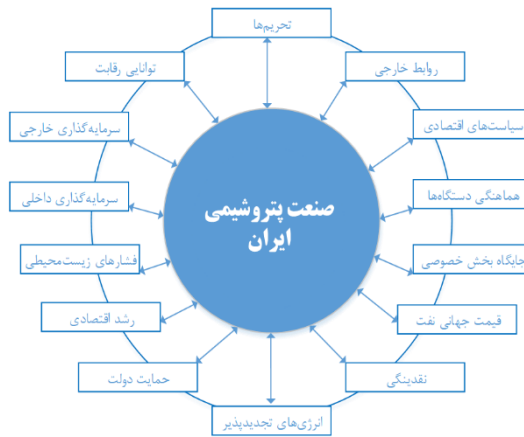 تحریم‌ها
روابط خارجی
سیاست‌های اقتصادی
هماهنگی دستگاه‌ها
جایگاه بخش خصوصی
قیمت جهانی نفت
نقدینگی
انرژی‌های تجدیدپذیر
حمایت دولت
رشد اقتصادی
فشارهای زیست‌محیطی
سرمایه‌گذاری داخلی
سرمایه‌گذاری خارجی
توانایی رقابت
صنعت پتروشیمی
ایران